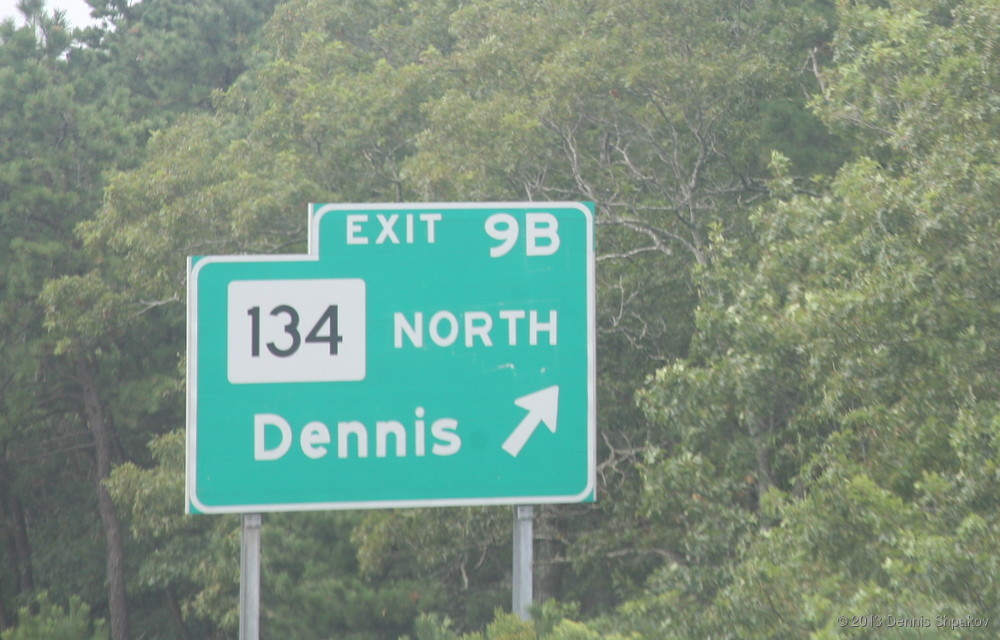 EXIT 9B
134 NORTH
Dennis
© 2013 Dennis Shpakov